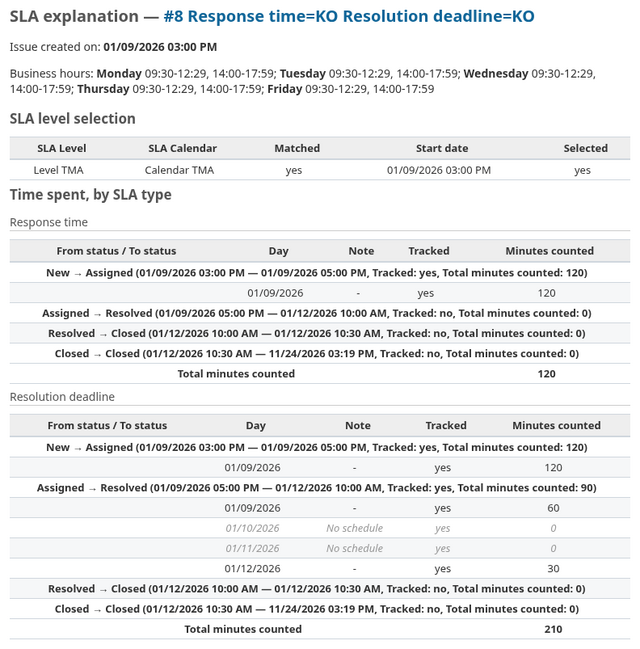 SLA explanation — #8 Response time=KO Resolution deadline=KO
Issue created on: 01/09/2026 03:00 PM
Business hours: Monday 09:30-12:29, 14:00-17:59; Tuesday 09:30-12:29, 14:00-17:59; Wednesday 09:30-12:29,
14:00-17:59; Thursday 09:30-12:29, 14:00-17:59; Friday 09:30-12:29, 14:00-17:59
SLA level selection
SLA Level SLA Calendar Matched Start date Selected
Level TMA Calendar TMA yes 01/09/2026 03:00 PM yes
Time spent, by SLA type
Response time
From status / To status Day Note Tracked Minutes counted
New → Assigned (01/09/2026 03:00 PM — 01/09/2026 05:00 PM, Tracked: yes, Total minutes counted: 120)
01/09/2026 - yes 120
Assigned → Resolved (01/09/2026 05:00 PM — 01/12/2026 10:00 AM, Tracked: no, Total minutes counted: 0)
Resolved → Closed (01/12/2026 10:00 AM — 01/12/2026 10:30 AM, Tracked: no, Total minutes counted: 0)
Closed → Closed (01/12/2026 10:30 AM — 11/24/2026 03:19 PM, Tracked: no, Total minutes counted: 0)
Total minutes counted 120
Resolution deadline
From status / To status Day Note Tracked Minutes counted
New → Assigned (01/09/2026 03:00 PM — 01/09/2026 05:00 PM, Tracked: yes, Total minutes counted: 120)
01/09/2026 - yes 120
Assigned → Resolved (01/09/2026 05:00 PM — 01/12/2026 10:00 AM, Tracked: yes, Total minutes counted: 90)
01/09/2026 - yes 60
01/10/2026 No schedule yes 0
01/11/2026 No schedule yes 0
01/12/2026 - yes 30
Resolved → Closed (01/12/2026 10:00 AM — 01/12/2026 10:30 AM, Tracked: no, Total minutes counted: 0)
Closed → Closed (01/12/2026 10:30 AM — 11/24/2026 03:19 PM, Tracked: no, Total minutes counted: 0)
Total minutes counted 210